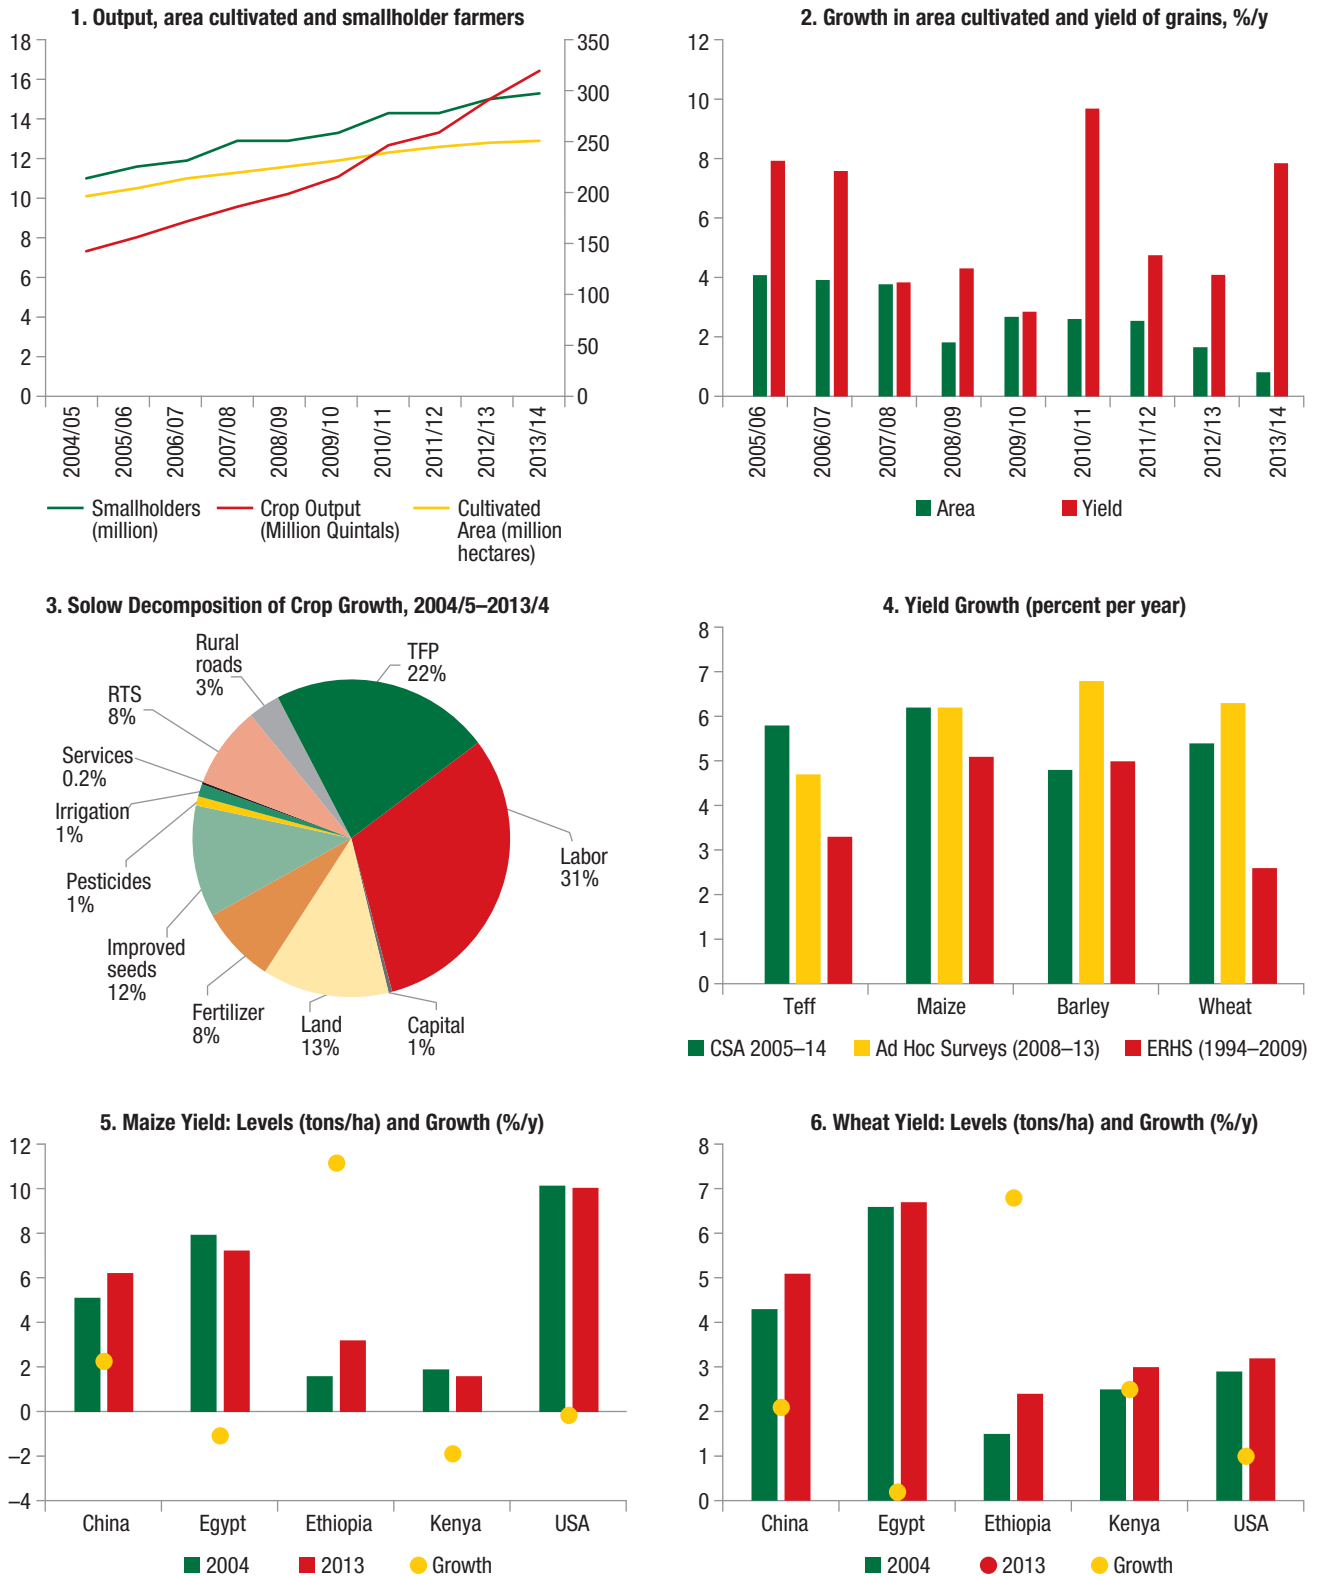 1. Output, area cultivated and smallholder farmers
18
16
14
12
10
8
6
4
2
0
350
300
250
200
150
100
50
0
2004/05
2005/06
2006/07
2007/08
2008/09
2009/10
2010/11
2011/12
2012/13
2013/14
Smallholders
(million)
Crop Output
(Million Quintals)
Cultivated
Area (million
hectares)
2. Growth in area cultivated and yield of grains, %/y
12
10
8
6
4
2
0
2005/06
2006/07
2007/08
2008/09
2009/10
2010/11
2011/12
2012/13
2013/14
Area
Yield
3. Solow Decomposition of Crop Growth, 2004/5–2013/4
Rural
roads
3%
TFP
22%
RTS
8%
Services
0.2%
Irrigation
1%
Pesticides
1%
Improved
seeds
12%
Fertilizer
8%
Land
13%
Capital
1%
Labor
31%
4. Yield Growth (percent per year)
8
7
6
5
4
3
2
1
0
Teff
Maize
Barley
Wheat
CSA 2005–14
Ad Hoc Surveys (2008–13)
ERHS (1994–2009)
5. Maize Yield: Levels (tons/ha) and Growth (%/y)
12
10
8
6
4
2
0
–2
–4
China
Egypt
Ethiopia
Kenya
USA
2004
2013
Growth
6. Wheat Yield: Levels (tons/ha) and Growth (%/y)
8
7
6
5
4
3
2
1
0
China
Egypt
Ethiopia
Kenya
USA
2004
2013
Growth